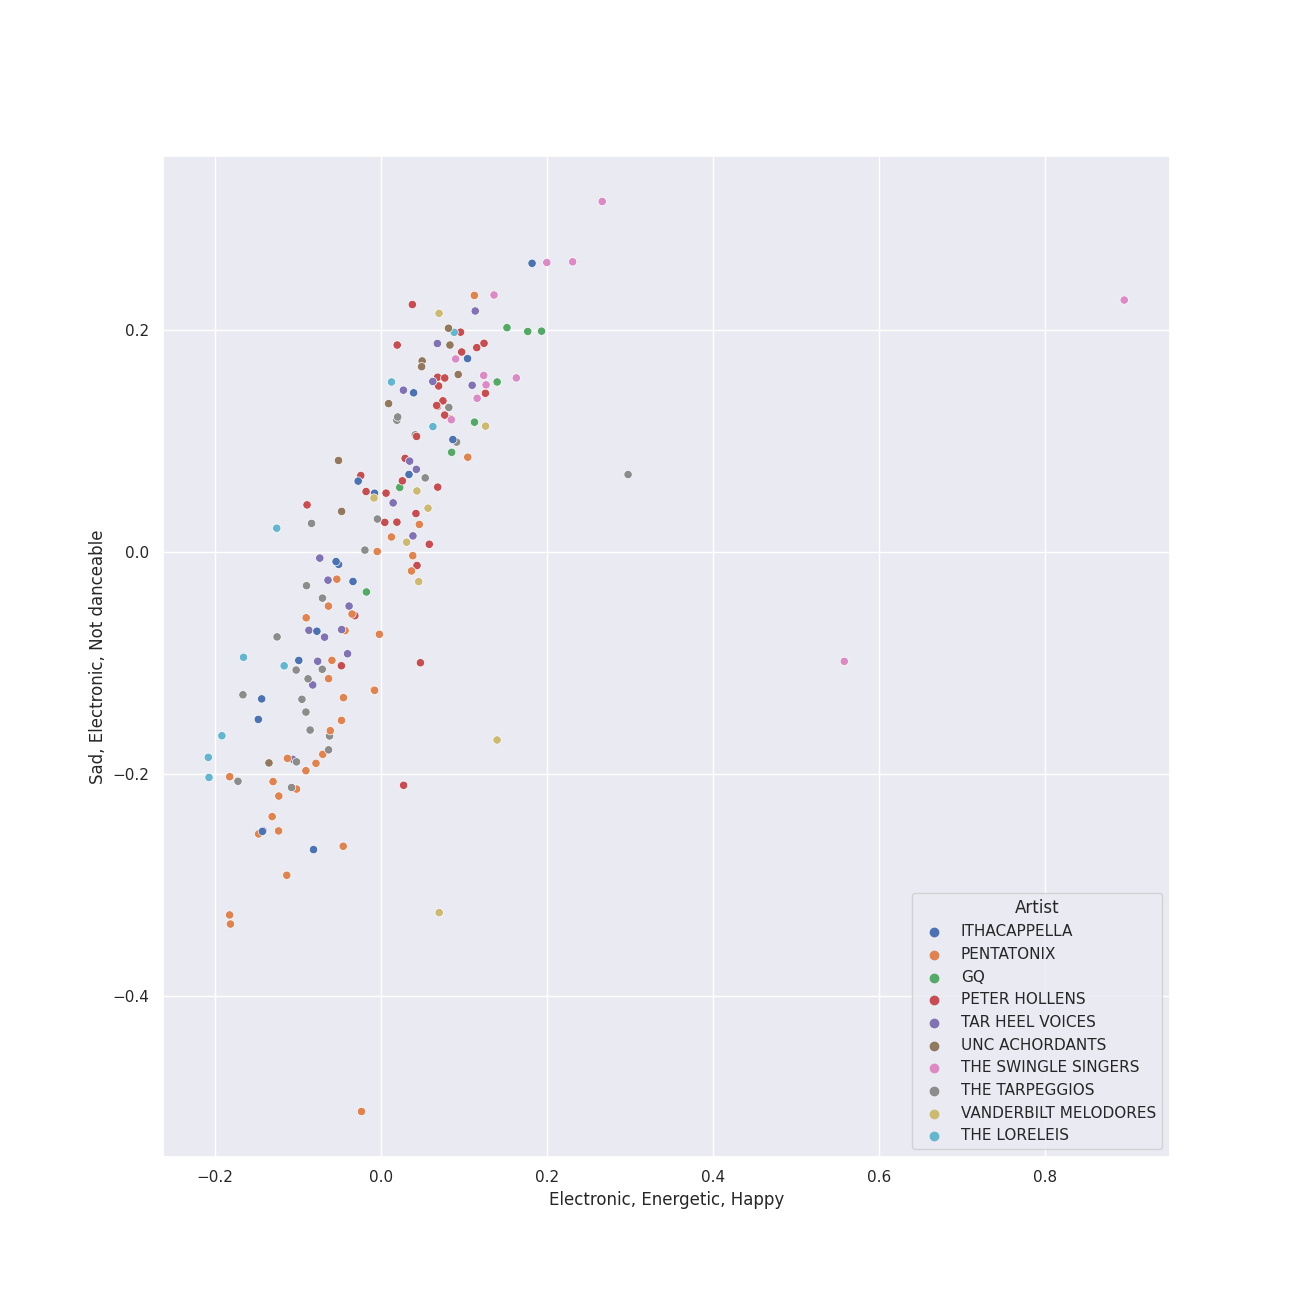 0.2
0.0
−0.2
−0.4
Sad, Electronic, Not danceable
−0.2
0.0
0.2
0.4
0.6
0.8
Electronic, Energetic, Happy
Artist
ITHACAPPELLA
PENTATONIX
GQ
PETER HOLLENS
TAR HEEL VOICES
UNC ACHORDANTS
THE SWINGLE SINGERS
THE TARPEGGIOS
VANDERBILT MELODORES
THE LORELEIS